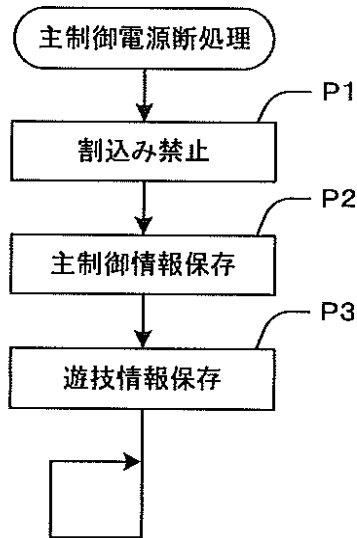 主制御電源断処理
P1
割込み禁止
P2
主制御情報保存
P3
遊技情報保存